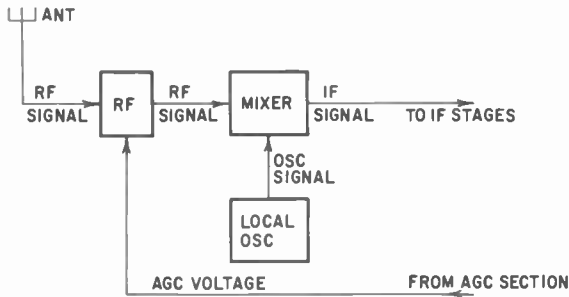 ANT
RF
SIGNAL
RF
RF
SIGNAL
MIXER
IF
SIGNAL
TO IF STAGES
OSC
SIGNAL
LOCAL
OSC
AGC VOLTAGE
FROM AGC SECTION